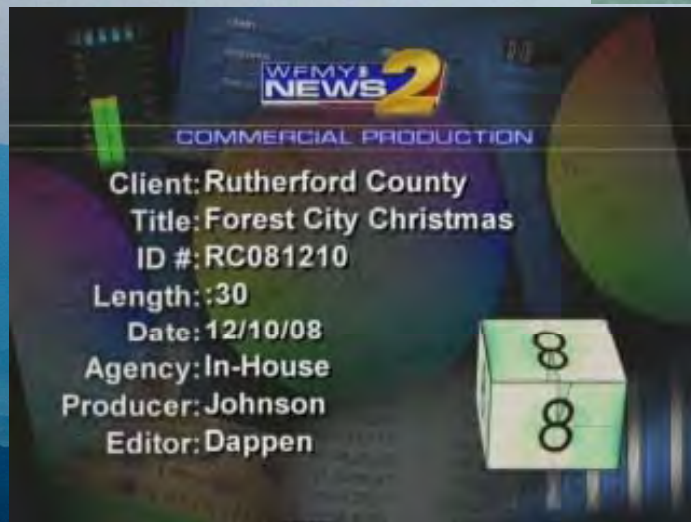 WFMY
NEWS 2
COMMERCIAL PRODUCTION
Client: Rutherford County
Title: Forest City Christmas
ID #: RC081210
Length: :30
Date: 12/10/08
Agency: In-House
Producer: Johnson
Editor: Dappen
8
8